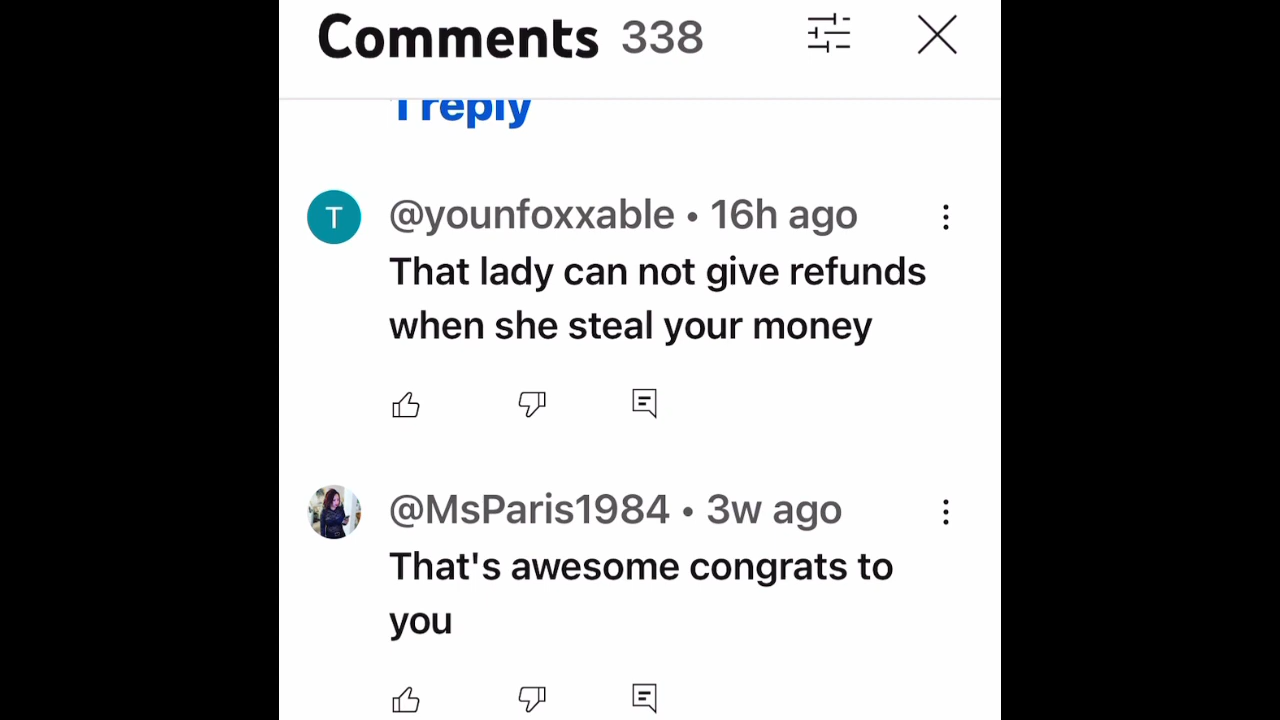 Comments 338
1 reply
T
@younfoxxable • 16h ago
That lady can not give refunds
when she steal your money
@MsParis1984 • 3w ago
That's awesome congrats to
you